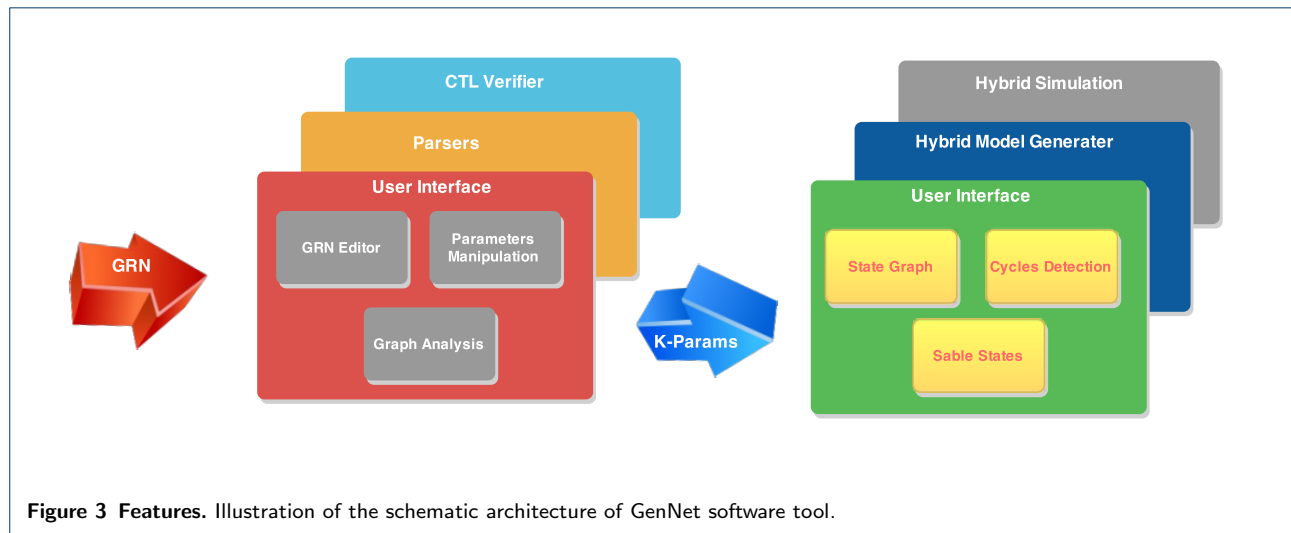 CTL Verifier
Parsers
User Interface
GRN Editor
Parameters
Manipulation
Graph Analysis
GRN
K-Params
Hybrid Simulation
Hybrid Model Generater
User Interface
State Graph
Cycles Detection
Sable States
Figure 3 Features. Illustration of the schematic architecture of GenNet software tool.